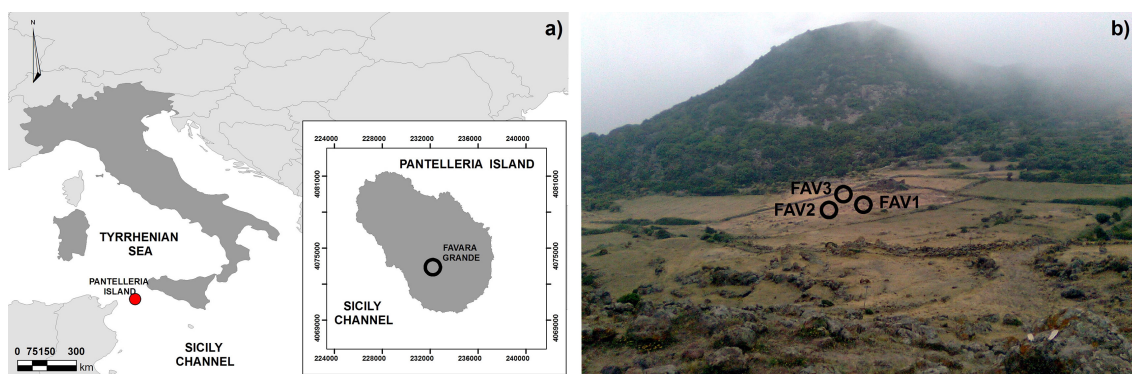 a)
N
TYRRHENIAN
SEA
PANTELLERIA
ISLAND
SICILY
CHANNEL
0 75150 300
km
224000 228000 232000 236000 240000
PANTELLERIA ISLAND
4081000
4081000
FAVARA
GRANDE
4075000
4075000
SICILY
CHANNEL
4069000
4069000
224000 228000 232000 236000 240000
b)
FAV3
FAV2
FAV1